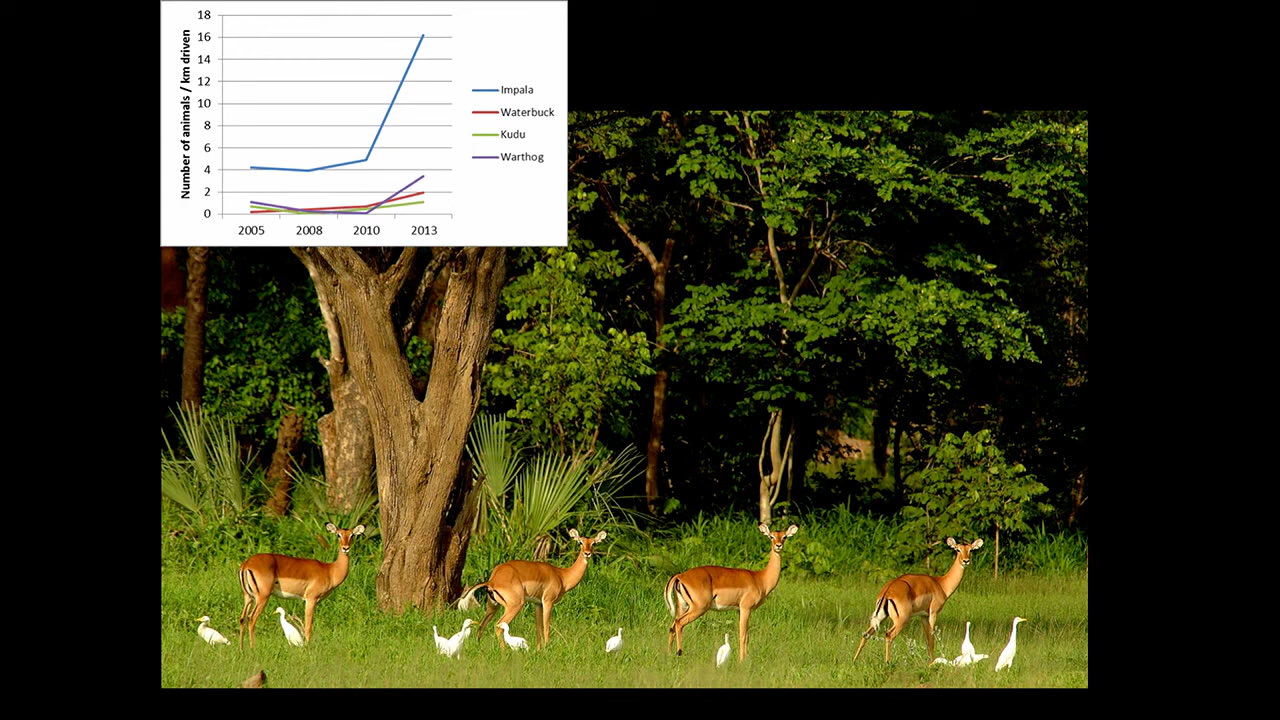 Number of animals / km driven
18
16
14
12
10
8
6
4
2
0
2005 2008 2010 2013
Impala
Waterbuck
Kudu
Warthog